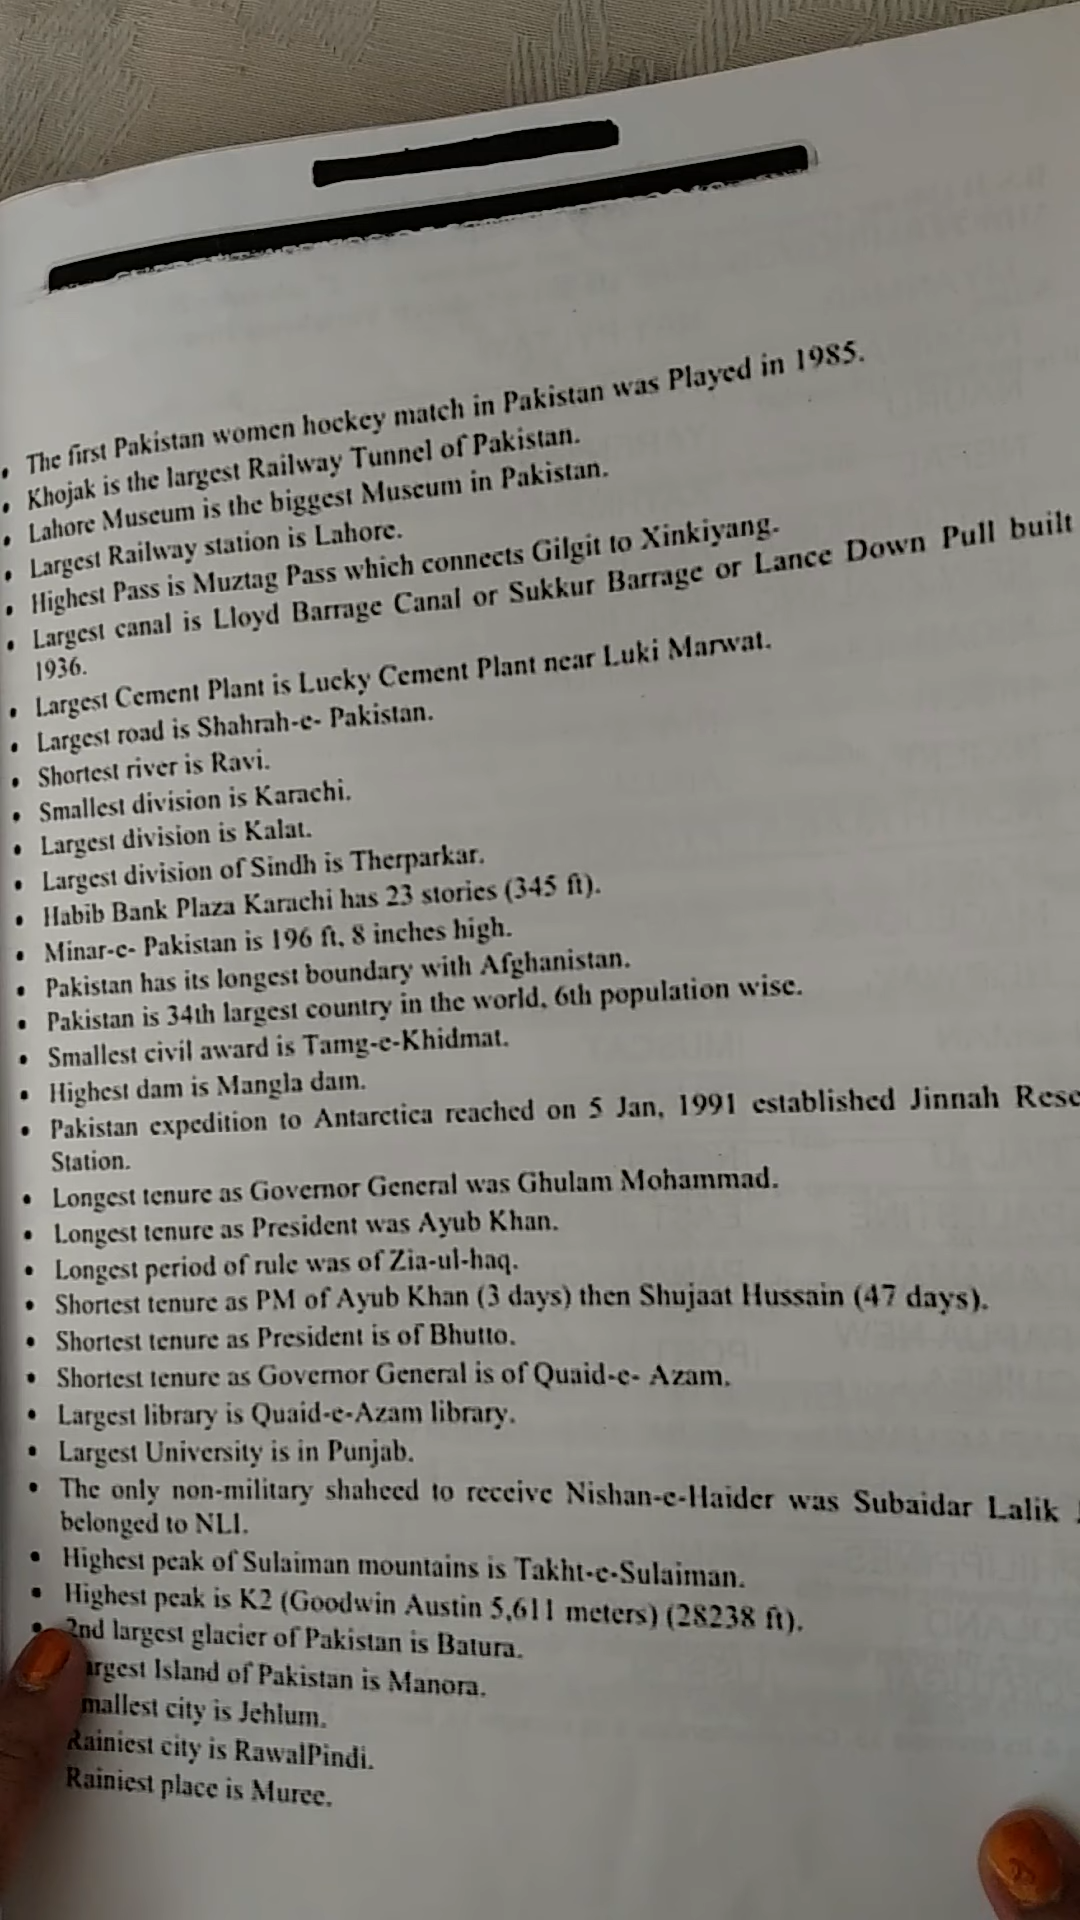 • The first Pakistan women hockey match in Pakistan was Played in 1985.
• Khojak is the largest Railway Tunnel of Pakistan.
• Lahore Museum is the biggest Museum in Pakistan.
• Largest Railway station is Lahore.
• Highest Pass is Muztag Pass which connects Gilgit to Xinkiyang.
• Largest canal is Lloyd Barrage Canal or Sukkur Barrage or Lance Down Pull built
1936.
• Largest Cement Plant is Lucky Cement Plant near Luki Marwat.
• Largest road is Shahrah-e- Pakistan.
• Shortest river is Ravi.
• Smallest division is Karachi.
• Largest division is Kalat.
• Largest division of Sindh is Therparkar.
• Habib Bank Plaza Karachi has 23 stories (345 ft).
• Minar-e- Pakistan is 196 ft, 8 inches high.
• Pakistan has its longest boundary with Afghanistan.
• Pakistan is 34th largest country in the world, 6th population wise.
• Smallest civil award is Tamg-e-Khidmat.
• Highest dam is Mangla dam.
• Pakistan expedition to Antarctica reached on 5 Jan, 1991 established Jinnah
Station.
• Longest tenure as Governor General was Ghulam Mohammad.
• Longest tenure as President was Ayub Khan.
• Longest period of rule was of Zia-ul-haq.
• Shortest tenure as PM of Ayub Khan (3 days) then Shujaat Hussain (47 days).
• Shortest tenure as President is of Bhutto.
• Shortest tenure as Governor General is of Quaid-e- Azam.
• Largest library is Quaid-e-Azam library.
• Largest University is in Punjab.
• The only non-military shaheed to receive Nishan-e-Haider was Subaidar Lalik
belonged to NLI.
• Highest peak of Sulaiman mountains is Takht-e-Sulaiman.
• Highest peak is K2 (Goodwin Austin 5,611 meters) (28238 ft).
• 2nd largest glacier of Pakistan is Batura.
Island of Pakistan is Manora.
city is Jehlum.
Rainiest city is RawalPindi.
Rainiest place is Muree.